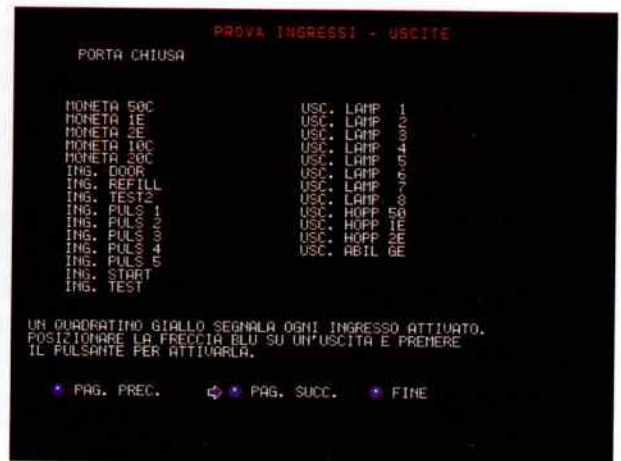 PROVA INGRESSI - USCITE
PORTA CHIUSA
MONETA 50C
MONETA 1E
MONETA 2E
MONETA 10C
MONETA 20C
ING. DOOR
ING. REFILL
ING. TEST2
ING. PULS 1
ING. PULS 2
ING. PULS 3
ING. PULS 4
ING. PULS 5
ING. START
ING. TEST
USC. LAMP 1
USC. LAMP 2
USC. LAMP 3
USC. LAMP 4
USC. LAMP 5
USC. LAMP 6
USC. LAMP 7
USC. LAMP 8
USC. HOPP 50
USC. HOPP 1E
USC. HOPP 2E
USC. ABIL GE
UN QUADRATINO GIALLO SEGNALA OGNI INGRESSO ATTIVATO.
POSIZIONARE LA FRECCIA BLU SU UN'USCITA E PREMERE
IL PULSANTE PER ATTIVARLA.
PAG. PREC. PAG. SUCC. FINE